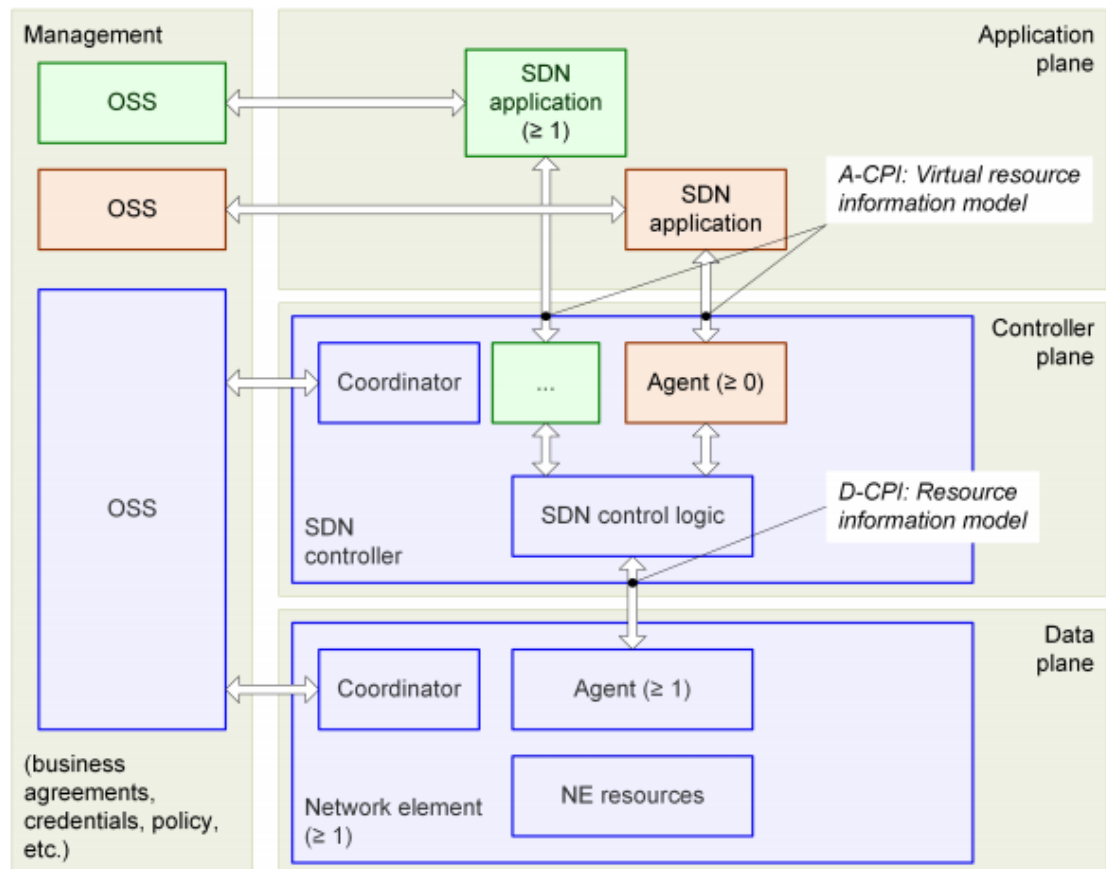 Management
OSS
OSS
OSS
(business
agreements,
credentials, policy,
etc.)
Application
plane
SDN
application
(≥ 1)
SDN
application
A-CPI: Virtual resource
information model
Controller
plane
Coordinator
...
Agent (≥ 0)
SDN control logic
SDN
controller
D-CPI: Resource
information model
Data
plane
Coordinator
Agent (≥ 1)
NE resources
Network element
(≥ 1)